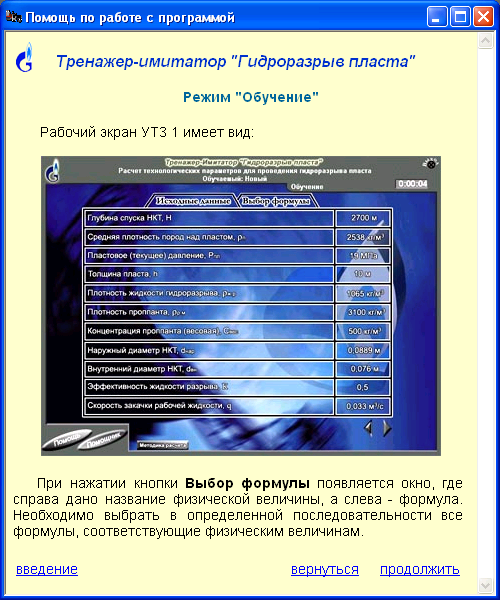 Помощь по работе с программой
Тренажер-имитатор "Гидроразрыв пласта"
Режим "Обучение"
Рабочий экран УТЗ 1 имеет вид:
Тренажер-Имитатор "Гидроразрыв пласта"
Расчет технологических параметров для проведения гидроразрыва пласта
Обучаемый: Новый
Обучение
0:00:04
Исходные данные Выбор формулы
Глубина спуска НКТ, H 2700 м
Средняя плотность пород над пластом, ρп 2538 кг/м³
Пластовое (текущее) давление, Pпл 19 МПа
Толщина пласта, h 10 м
Плотность жидкости гидроразрыва, 1065 кг/м³
Плотность проппанта, 3100 кг/м³
Концентрация проппанта (весовая), 500 кг/м³
Наружный диаметр НКТ, 0,0889 м
Внутренний диаметр НКТ, dвн 0,076 м
Эффективность жидкости разрыва, K 0,5
Скорость закачки рабочей жидкости, q 0,033 м³/с
Помощь
Помощник
Методика расчета
При нажатии кнопки Выбор формулы появляется окно, где
справа дано название физической величины, а слева - формула.
Необходимо выбрать в определенной последовательности все
формулы, соответствующие физическим величинам.
введение вернуться продолжить